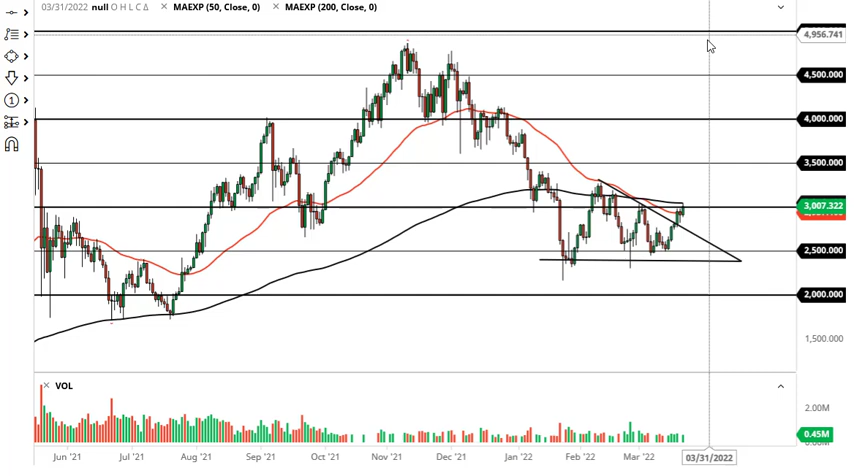 03/31/2022 null O H L C Δ × MAEXP (50, Close, 0) × MAEXP (200, Close, 0)
4,956.741
4,500.000
4,000.000
3,500.000
3,007.322
2,500.000
2,000.000
1,500.000
× VOL
2.00M
0.45M
Jun '21 Jul '21 Aug '21 Sep '21 Oct '21 Nov '21 Dec '21 Jan '22 Feb '22 Mar '22 03/31/2022
1